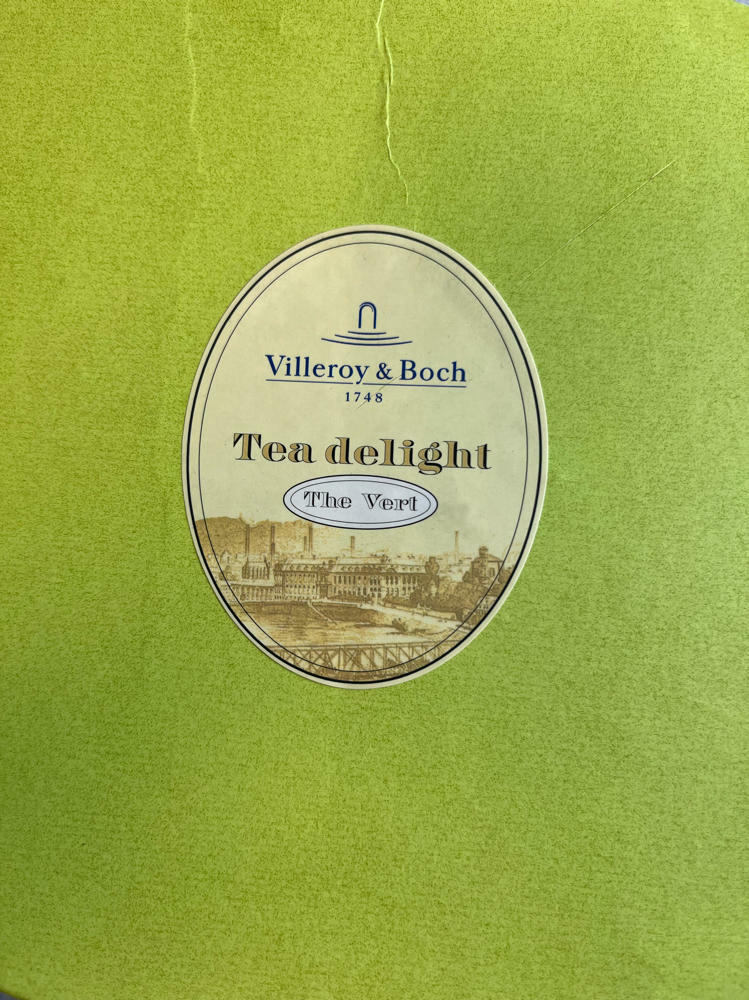 Villeroy & Boch
1748
Tea delight
The Vert